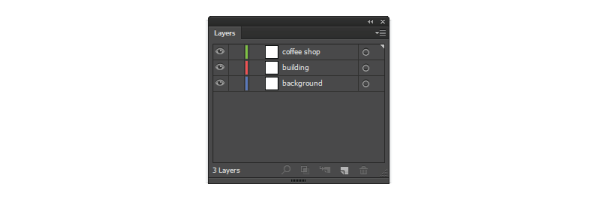 Layers
coffee shop
building
background
3 Layers